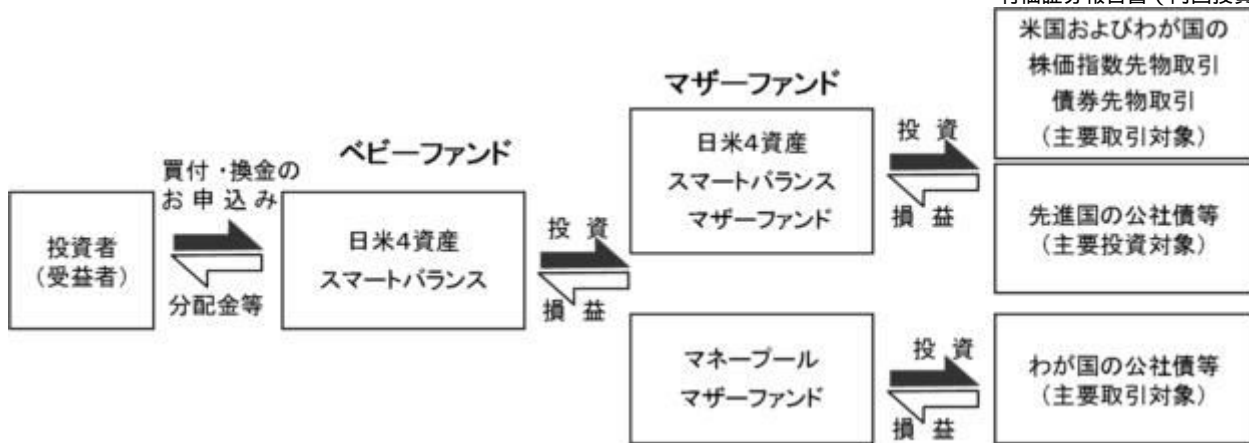 米国およびわが国の
株価指数先物取引
債券先物取引
（主要取引対象）
マザーファンド
日米4資産
スマートバランス
マザーファンド
投 資
損 益
ベビーファンド
買付・換金の
お 申 込 み
投資者
（受益者）
分配金等
日米4資産
スマートバランス
投 資
損 益
先進国の公社債等
（主要投資対象）
マネープール
マザーファンド
投 資
損 益
わが国の公社債等
（主要取引対象）